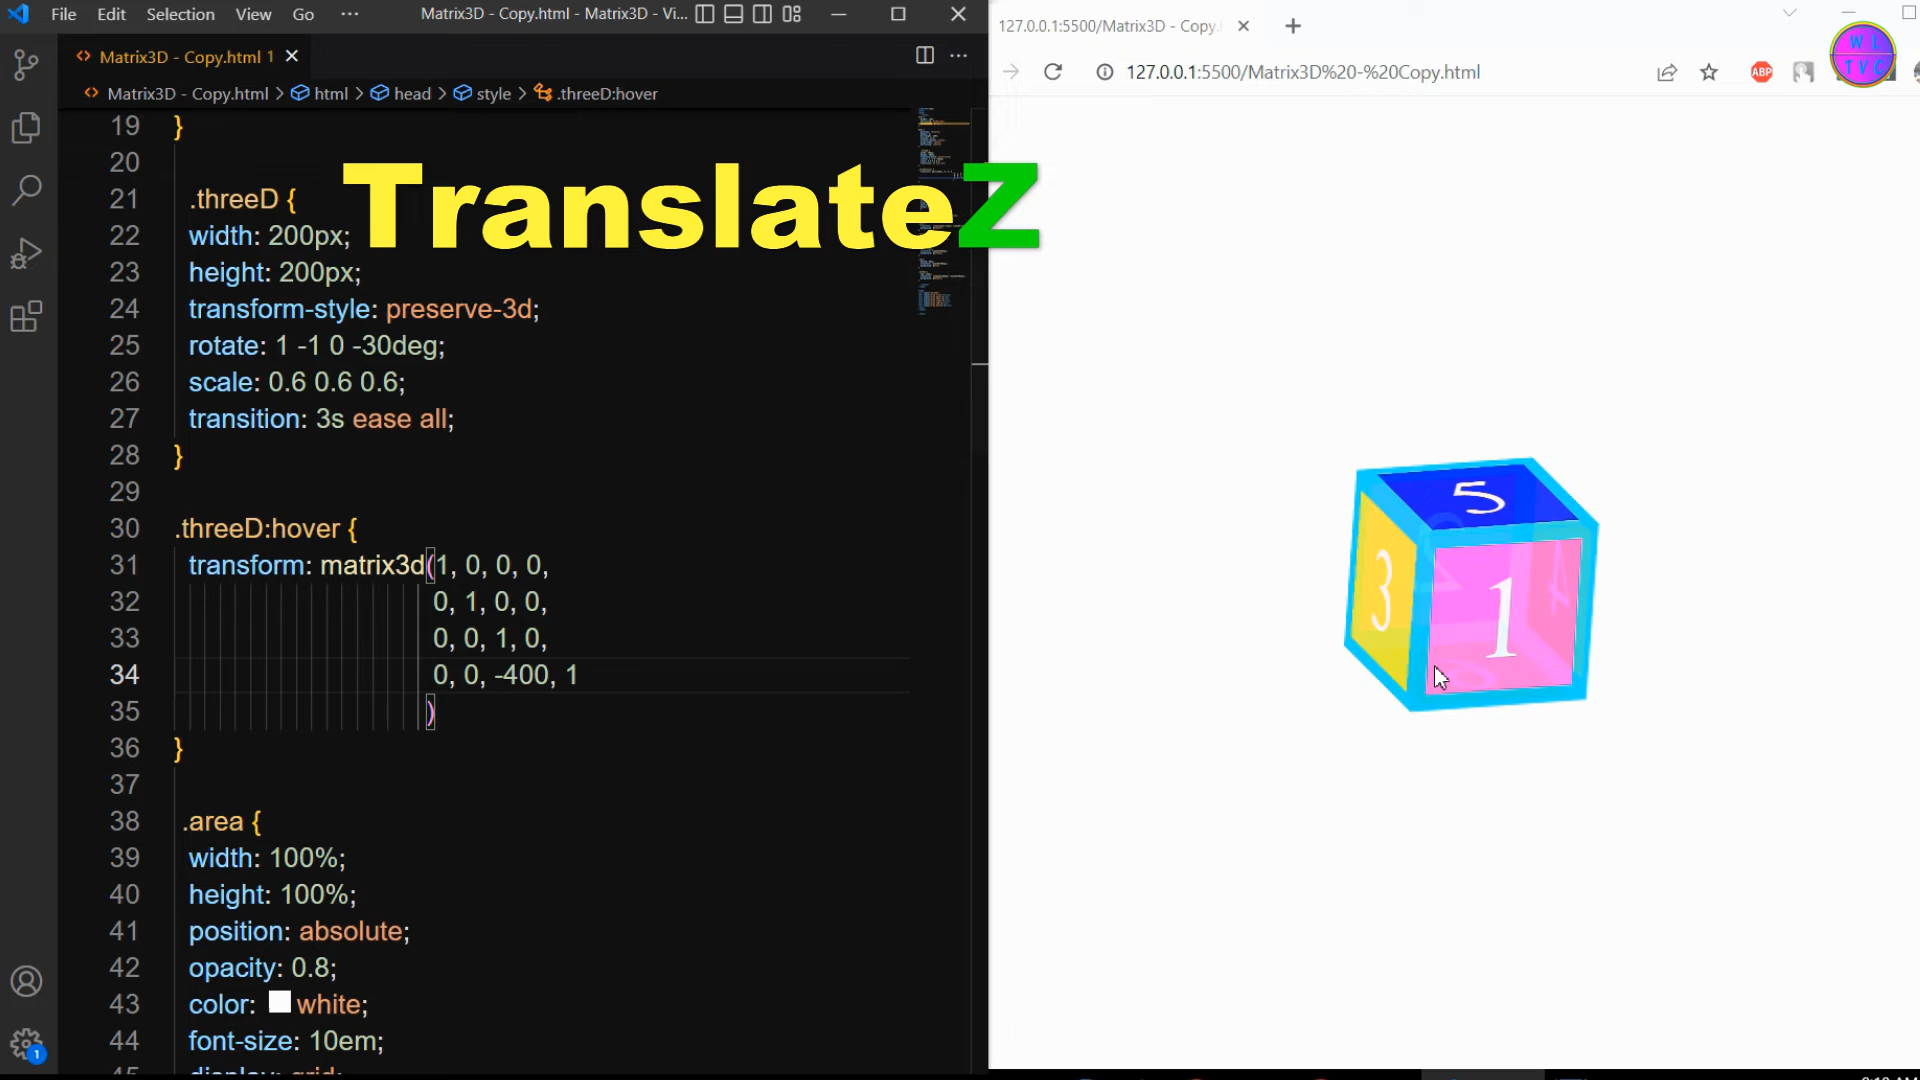 File Edit Selection View Go ··· Matrix3D - Copy.html - Matrix3D - Vi...
Matrix3D - Copy.html 1
Matrix3D - Copy.html > html > head > style > .threeD:hover
19 }
20
TranslateZ
21 .threeD {
22 width: 200px;
23 height: 200px;
24 transform-style: preserve-3d;
25 rotate: 1 -1 0 -30deg;
26 scale: 0.6 0.6 0.6;
27 transition: 3s ease all;
28 }
29
30 .threeD:hover {
31 transform: matrix3d(1, 0, 0, 0,
32 0, 1, 0, 0,
33 0, 0, 1, 0,
34 0, 0, -400, 1
35 )
36 }
37
38 .area {
39 width: 100%;
40 height: 100%;
41 position: absolute;
42 opacity: 0.8;
43 color: white;
44 font-size: 10em;
1
127.0.0.1:5500/Matrix3D - Copy.
127.0.0.1:5500/Matrix3D%20-%20Copy.html
ABP
W L
T V C
5
3
1